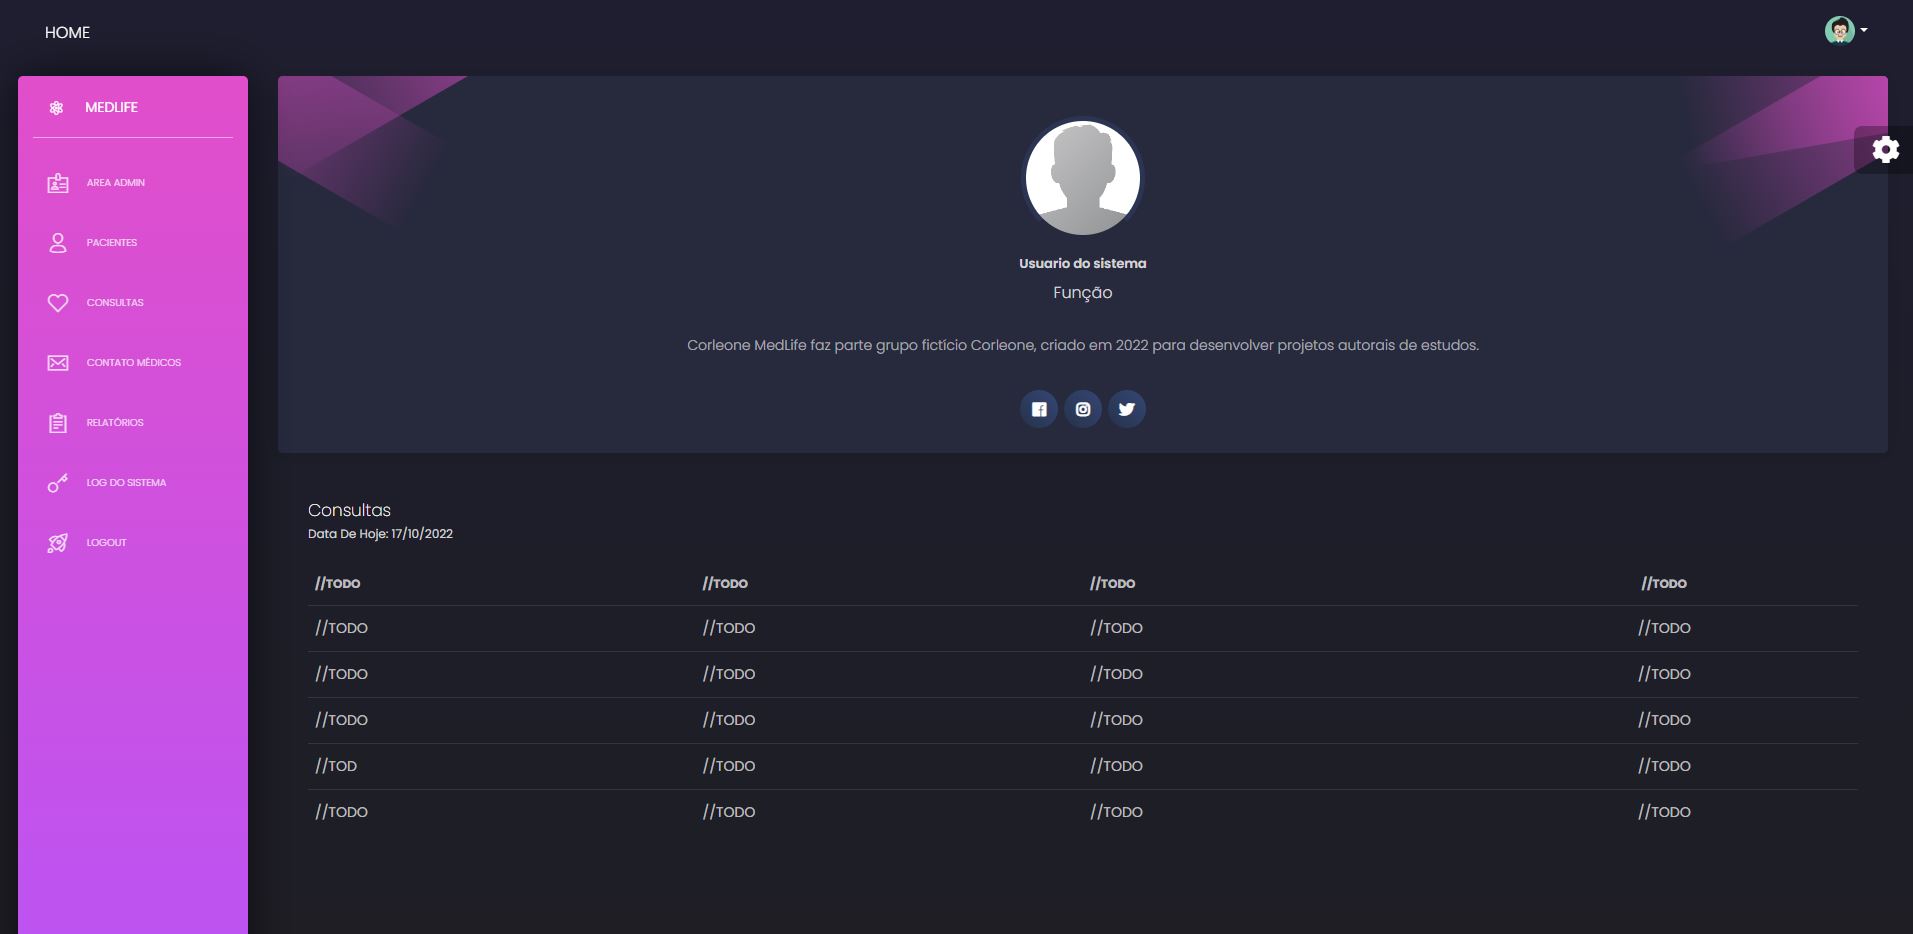 HOME
MEDLIFE
AREA ADMIN
PACIENTES
CONSULTAS
CONTATO MÉDICOS
RELATÓRIOS
LOG DO SISTEMA
LOGOUT
Usuario do sistema
Função
Corleone MedLife faz parte grupo fictício Corleone, criado em 2022 para desenvolver projetos autorais de estudos.
Consultas
Data De Hoje: 17/10/2022
//TODO //TODO //TODO //TODO
//TODO //TODO //TODO //TODO
//TODO //TODO //TODO //TODO
//TODO //TODO //TODO //TODO
//TOD //TODO //TODO //TODO
//TODO //TODO //TODO //TODO